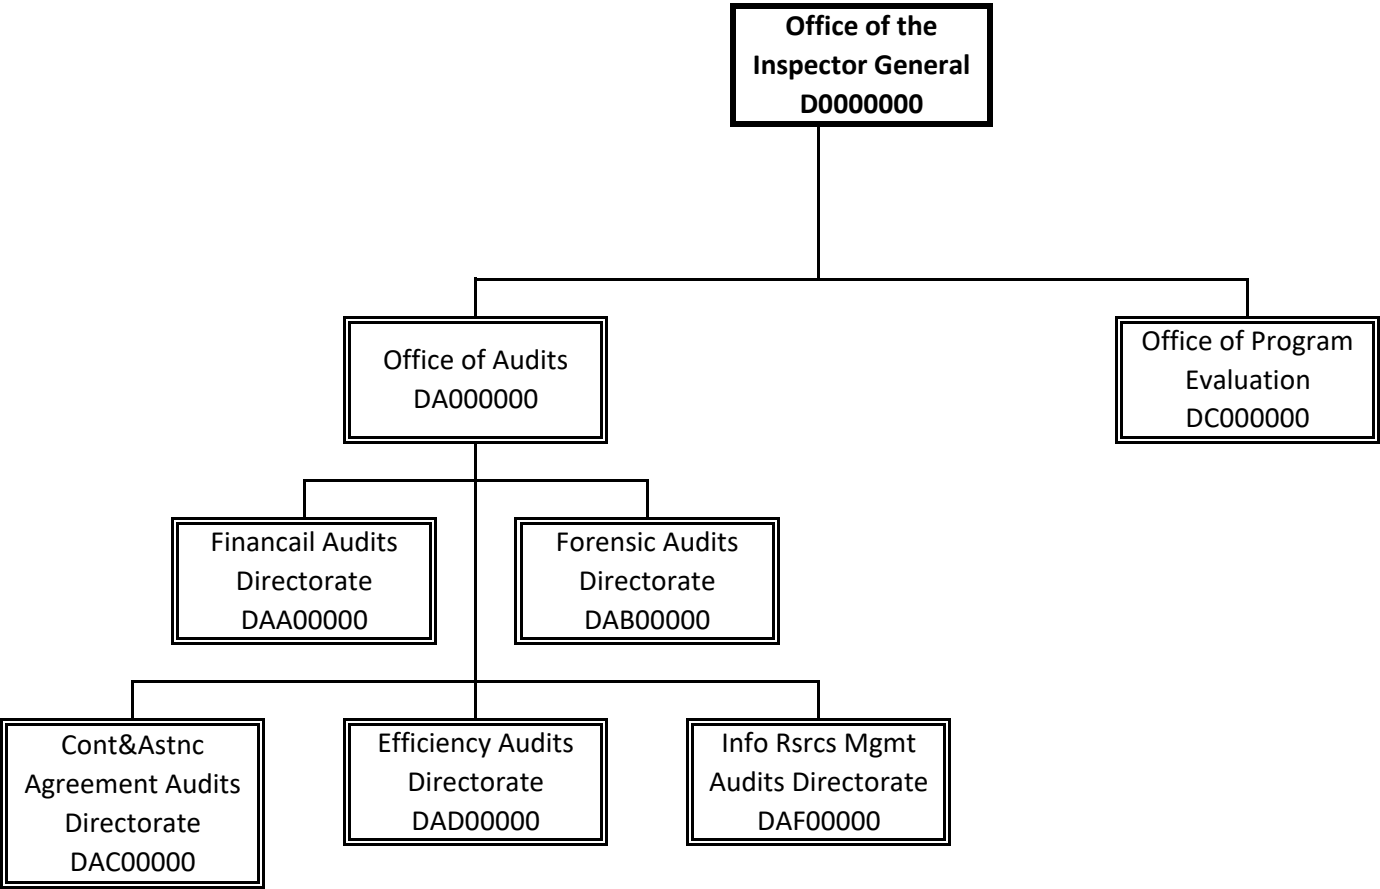 Office of the
Inspector General
D0000000
Office of Audits
DA000000
Office of Program
Evaluation
DC000000
Financail Audits
Directorate
DAA00000
Forensic Audits
Directorate
DAB00000
Cont&Astnc
Agreement Audits
Directorate
DAC00000
Efficiency Audits
Directorate
DAD00000
Info Rsrcs Mgmt
Audits Directorate
DAF00000